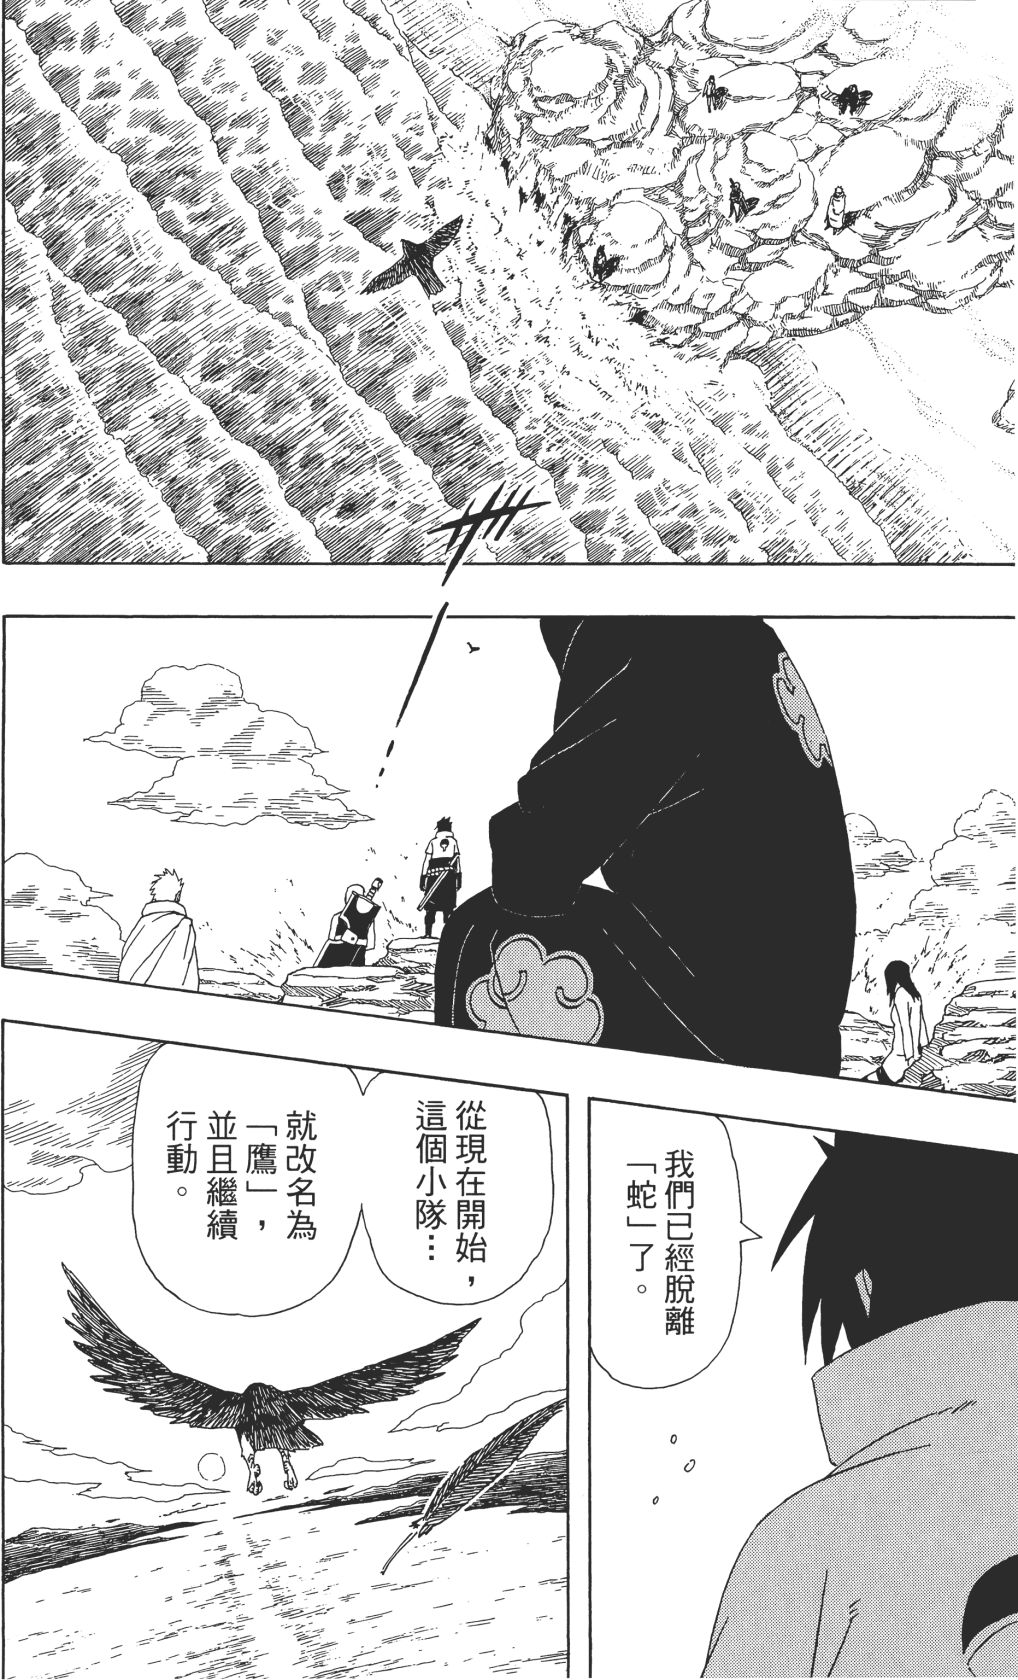 我們已經脫離
「蛇」了。
從現在開始，
這個小隊…
就改名為
「鷹」，
並且繼續
行動。